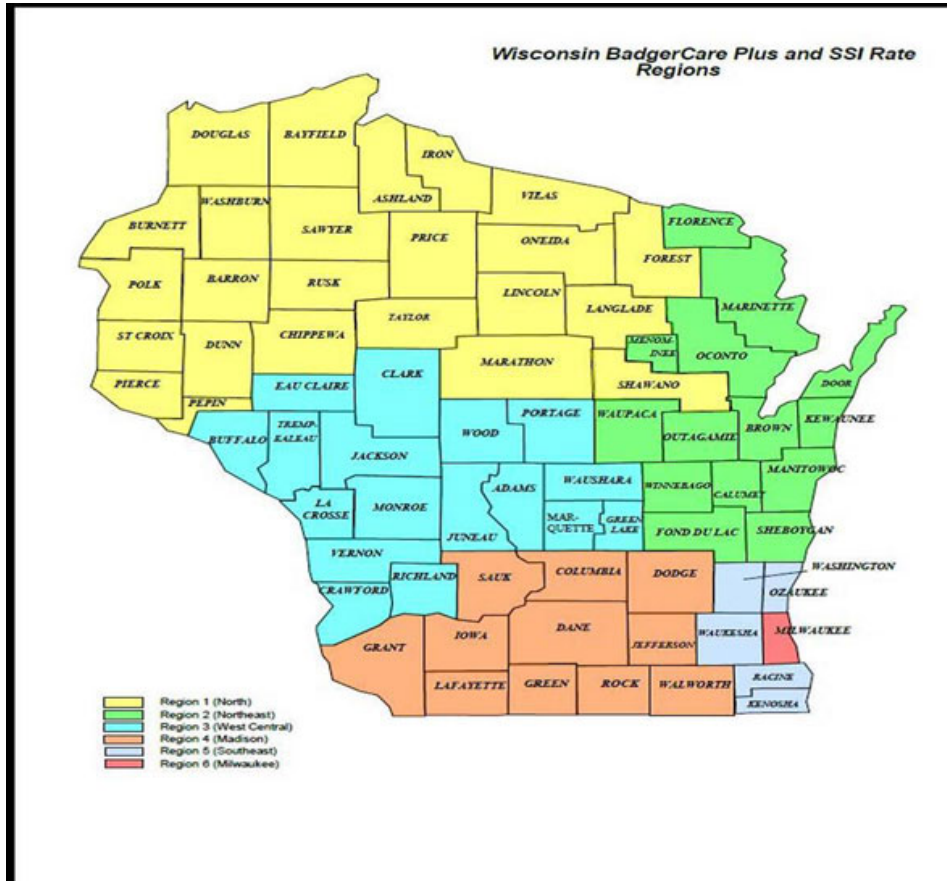 Wisconsin BadgerCare Plus and SSI Rate
Regions
DOUGLAS
BAYFIELD
IRON
ASHLAND
VILAS
WASHBURN
BURNETT
SAWYER
PRICE
ONEIDA
FLORENCE
FOREST
POLK
BARRON
RUSK
LINCOLN
LANGLADE
MARINETTE
TAYLOR
ST CROIX
DUNN
CHIPPEWA
MARATHON
MENOM-
INEE
OCONTO
CLARK
PIERCE
EAU CLAIRE
SHAWANO
DOOR
PEPIN
PORTAGE
WAUPACA
KEWAUNEE
BUFFALO
TREMP-
EALEAU
WOOD
OUTAGAMIE
BROWN
JACKSON
MANITOWOC
WAUSHARA
ADAMS
WINNEBAGO
CALUMET
LA
CROSSE
MONROE
MAR-
QUETTE
GREEN
LAKE
JUNEAU
FOND DU LAC
SHEBOYGAN
VERNON
WASHINGTON
RICHLAND
SAUK
COLUMBIA
DODGE
OZAUKEE
CRAWFORD
DANE
WAUKESHA
MILWAUKEE
GRANT
IOWA
JEFFERSON
RACINE
LAFAYETTE
GREEN
ROCK
WALWORTH
KENOSHA
Region 1 (North)
Region 2 (Northeast)
Region 3 (West Central)
Region 4 (Madison)
Region 5 (Southeast)
Region 6 (Milwaukee)